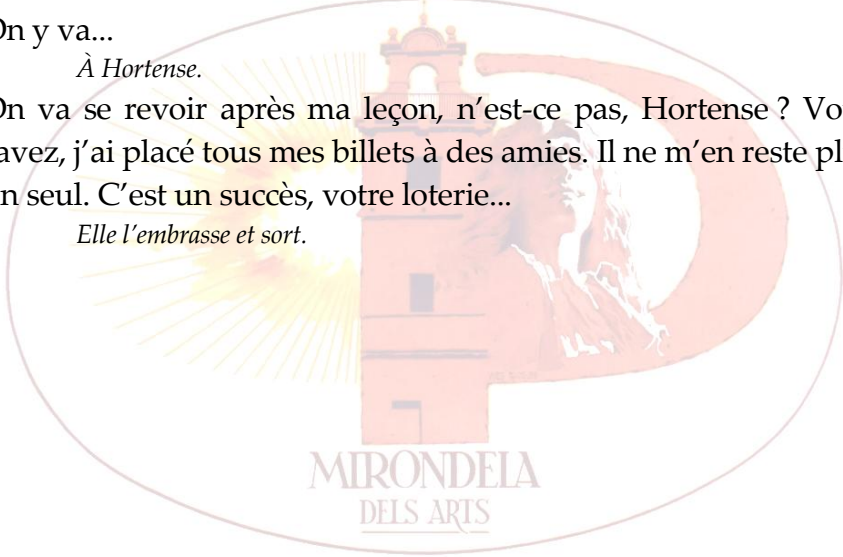 On y va...
À Hortense.
On va se revoir après ma leçon, n’est-ce pas, Hortense ? Vo
avez, j’ai placé tous mes billets à des amies. Il ne m’en reste pl
un seul. C’est un succès, votre loterie...
Elle l’embrasse et sort.
MIRONDELA
DELS ARTS